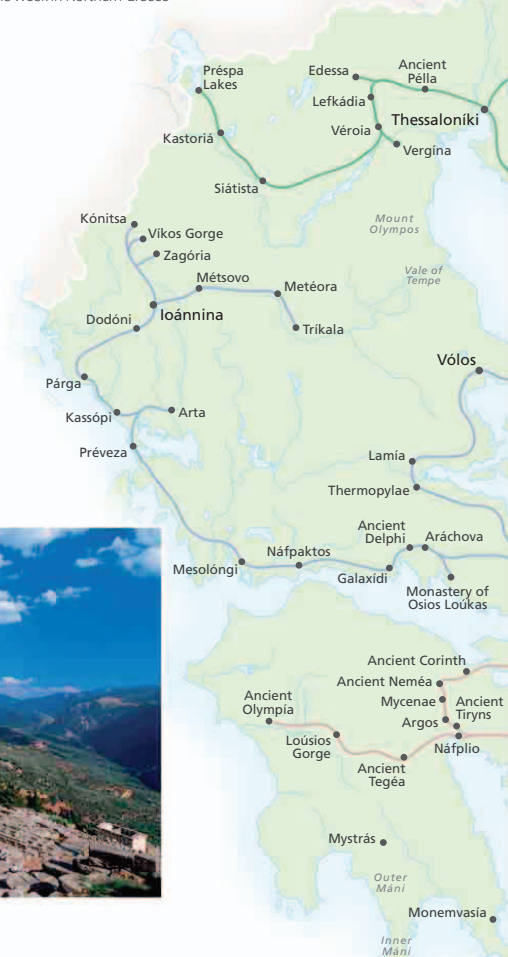 Préspa
Lakes
Edessa
Ancient
Pélla
Lefkádia
Thessaloníki
Kastoriá
Véroia
Vergína
Siátista
Kónitsa
Víkos Gorge
Zagória
Mount
Olympos
Vale of
Tempe
Métsovo
Metéora
Ioánnina
Dodóni
Tríkala
Vólos
Párga
Kassópi
Arta
Préveza
Lamía
Thermopylae
Ancient
Delphi
Aráchova
Náfpaktos
Mesolóngi
Galaxídi
Monastery of
Osios Loúkas
Ancient Corinth
Ancient Neméa
Mycenae
Ancient
Tiryns
Argos
Náfplio
Ancient
Olympía
Loúsios
Gorge
Ancient
Tegéa
Mystrás
Outer
Máni
Monemvasía
Inner
Máni